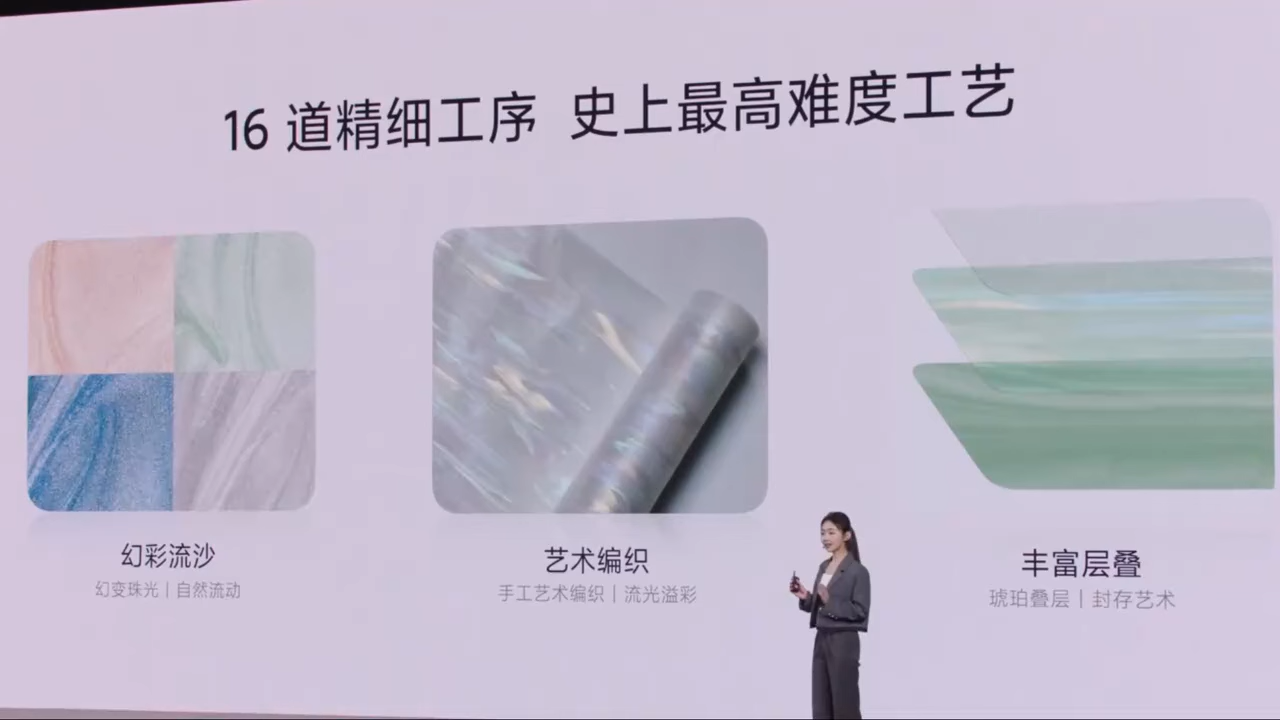 16 道精细工序 史上最高难度工艺
幻彩流沙
幻变珠光 | 自然流动
艺术编织
手工艺术编织 | 流光溢彩
丰富层叠
琥珀叠层 | 封存艺术